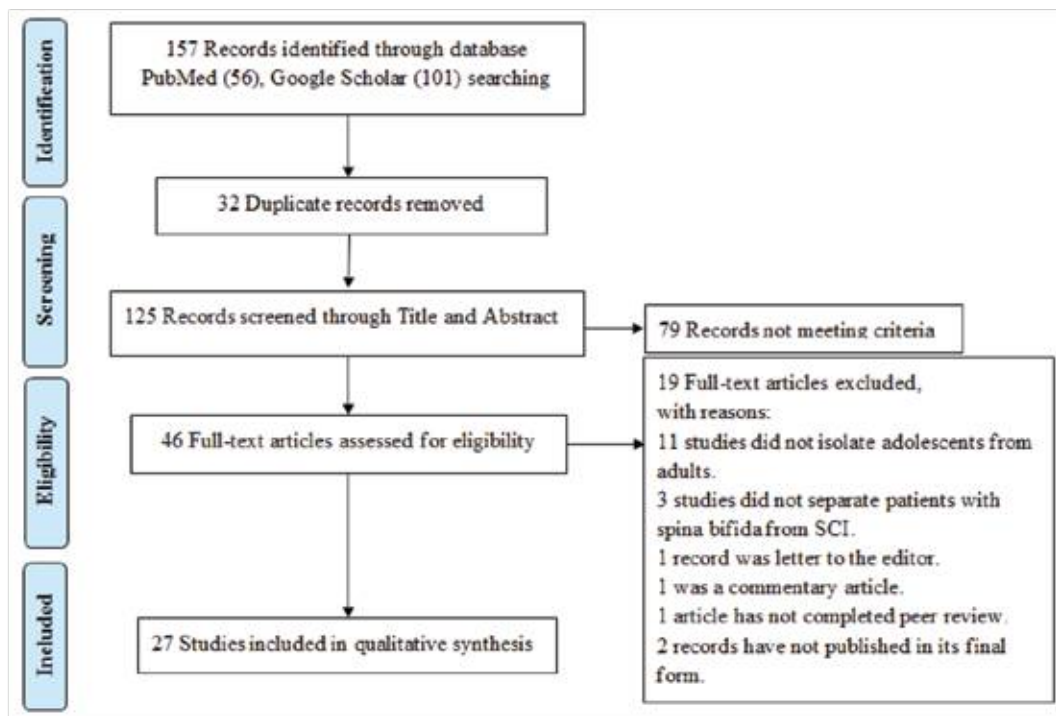 Identification
157 Records identified through database
PubMed (56), Google Scholar (101) searching
32 Duplicate records removed
Screening
125 Records screened through Title and Abstract
79 Records not meeting criteria
Eligibility
46 Full-text articles assessed for eligibility
19 Full-text articles excluded,
with reasons:
11 studies did not isolate adolescents from
adults.
3 studies did not separate patients with
spina bifida from SCI.
1 record was letter to the editor.
1 was a commentary article.
1 article has not completed peer review.
2 records have not published in its final
form.
Included
27 Studies included in qualitative synthesis